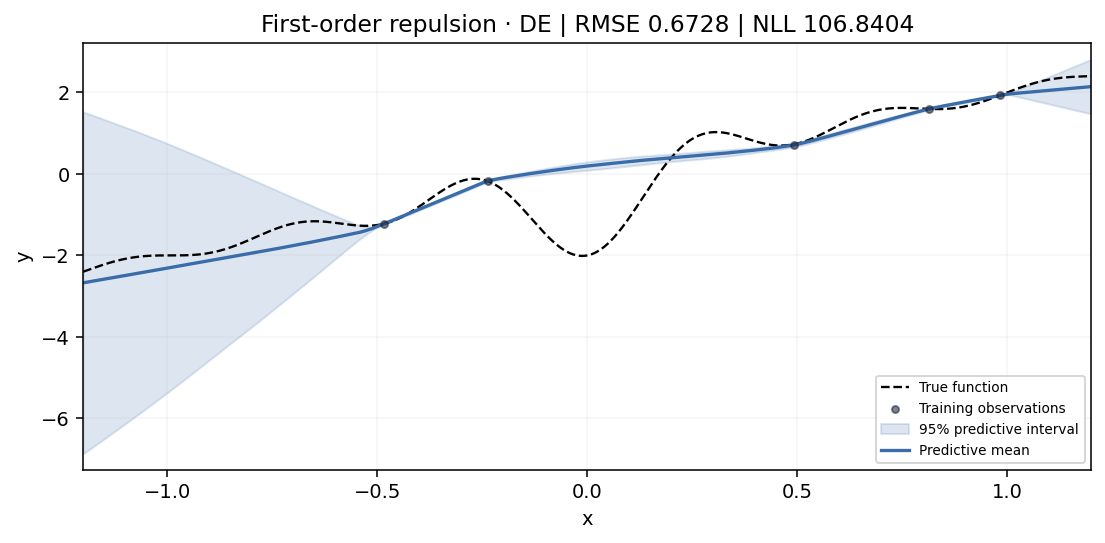 First-order repulsion · DE | RMSE 0.6728 | NLL 106.8404
y
2
0
−2
−4
−6
True function
Training observations
95% predictive interval
Predictive mean
−1.0 −0.5 0.0 0.5 1.0
x